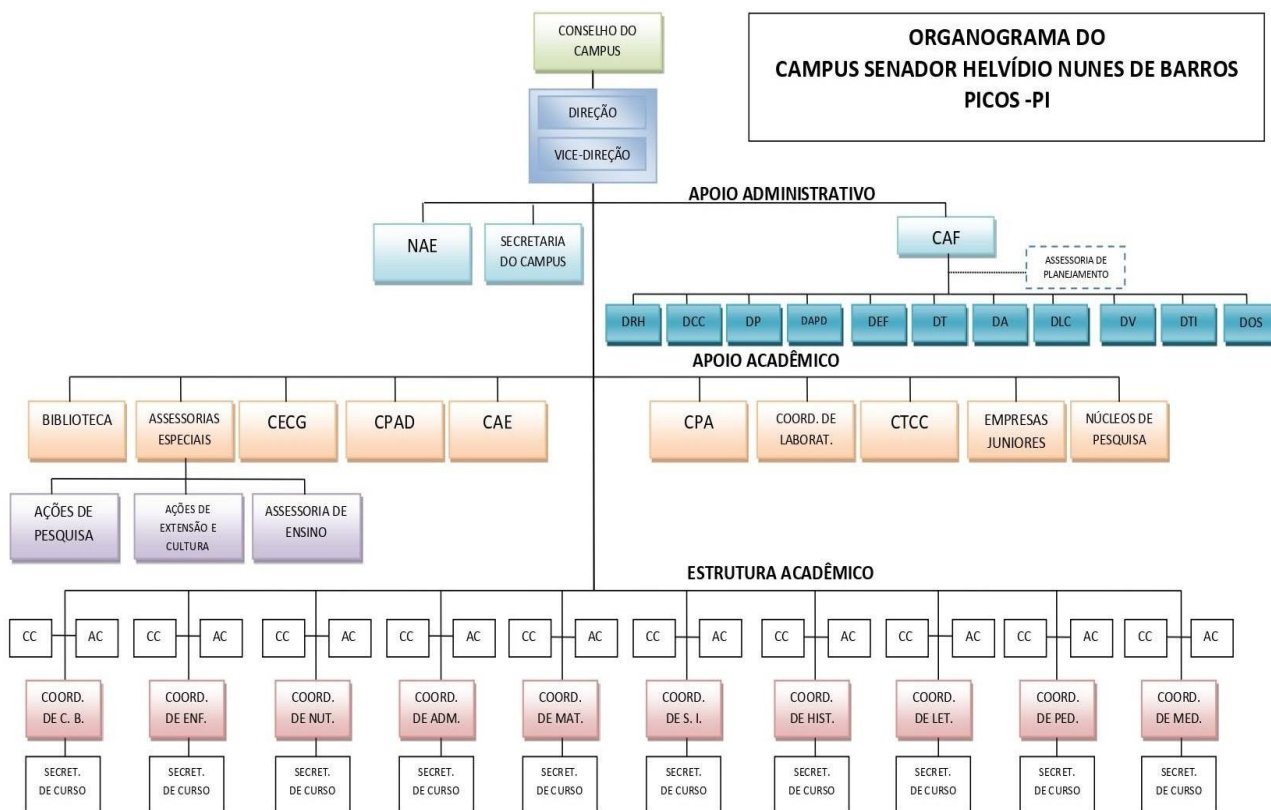 CONSELHO DO
CAMPUS
ORGANOGRAMA DO
CAMPUS SENADOR HELVÍDIO NUNES DE BARROS
PICOS -PI
DIREÇÃO
VICE-DIREÇÃO
APOIO ADMINISTRATIVO
NAE
SECRETARIA
DO CAMPUS
CAF
ASSESSORIA DE
PLANEJAMENTO
DRH DCC DP DAPD DEF DT DA DLC DV DTI DOS
APOIO ACADÊMICO
BIBLIOTECA
ASSESSORIAS
ESPECIAIS
CECG
CPAD
CAE
CPA
COORD. DE
LABORAT.
CTCC
EMPRESAS
JUNIORES
NÚCLEOS DE
PESQUISA
AÇÕES DE
PESQUISA
AÇÕES DE
EXTENSÃO E
CULTURA
ASSESSORIA DE
ENSINO
ESTRUTURA ACADÊMICO
CC AC CC AC CC AC CC AC CC AC CC AC CC AC CC AC CC AC CC AC
COORD.
DE C. B.
COORD.
DE ENF.
COORD.
DE NUT.
COORD.
DE ADM.
COORD.
DE MAT.
COORD.
DE S. I.
COORD.
DE HIST.
COORD.
DE LET.
COORD.
DE PED.
COORD.
DE MED.
SECRET.
DE CURSO
SECRET.
DE CURSO
SECRET.
DE CURSO
SECRET.
DE CURSO
SECRET.
DE CURSO
SECRET.
DE CURSO
SECRET.
DE CURSO
SECRET.
DE CURSO
SECRET.
DE CURSO
SECRET.
DE CURSO